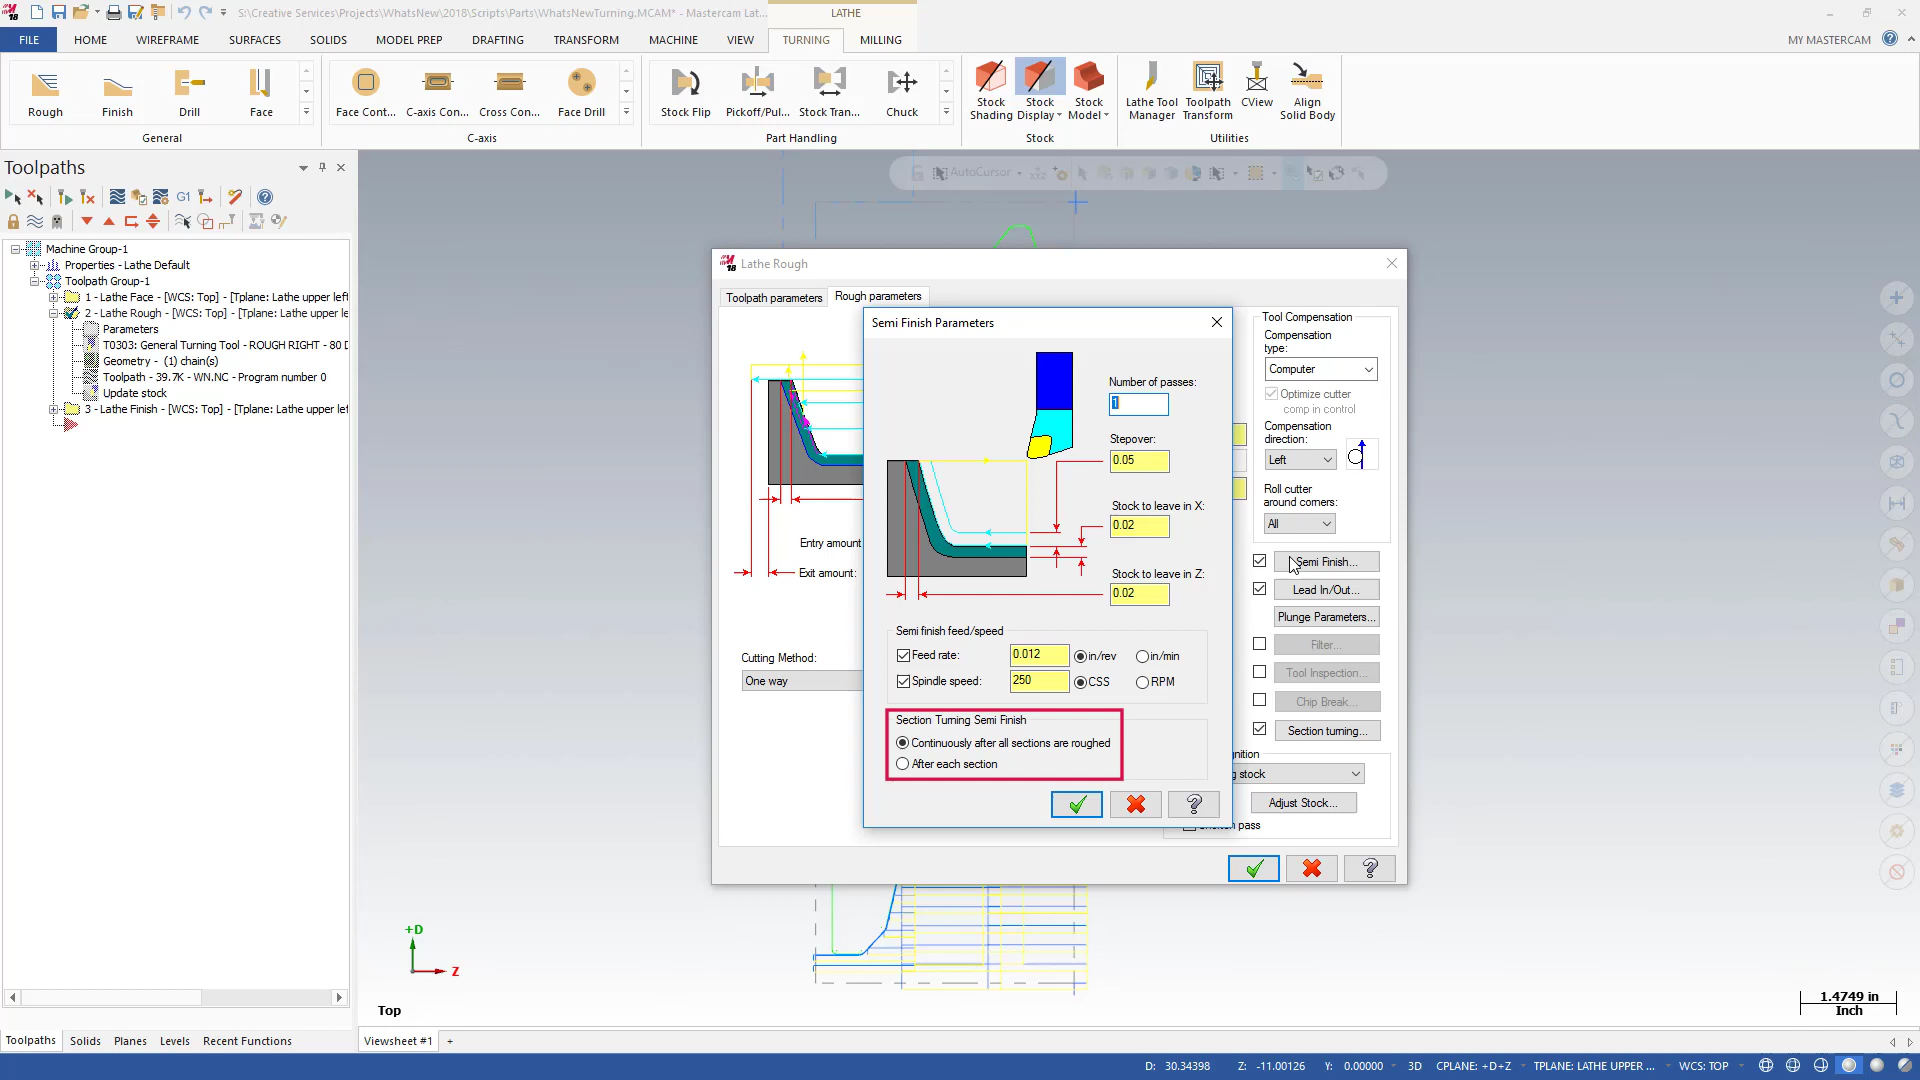 S:\Creative Services\Projects\WhatsNew\2018\Scripts\Parts\WhatsNewTurning.MCAM* - Mastercam Lat...
LATHE
FILE
HOME
WIREFRAME
SURFACES
SOLIDS
MODEL PREP
DRAFTING
TRANSFORM
MACHINE
VIEW
TURNING
MILLING
MY MASTERCAM
Rough
Finish
Drill
Face
General
Face Cont...
C-axis Con...
Cross Con...
Face Drill
C-axis
Stock Flip
Pickoff/Pul...
Stock Tran...
Chuck
Part Handling
Stock Shading
Stock Display
Stock Model
Stock
Lathe Tool Manager
Toolpath Transform
CView
Align Solid Body
Utilities
Toolpaths
AutoCursor
G1
Machine Group-1
Properties - Lathe Default
Toolpath Group-1
1 - Lathe Face - [WCS: Top] - [Tplane: Lathe upper left
2 - Lathe Rough - [WCS: Top] - [Tplane: Lathe upper le
Parameters
T0303: General Turning Tool - ROUGH RIGHT - 80 D
Geometry - (1) chain(s)
Toolpath - 39.7K - WN.NC - Program number 0
Update stock
3 - Lathe Finish - [WCS: Top] - [Tplane: Lathe upper lef
Lathe Rough
Toolpath parameters
Rough parameters
Entry amount
Exit amount:
Cutting Method:
One way
Semi Finish Parameters
Number of passes:
1
Stepover:
0.05
Stock to leave in X:
0.02
Stock to leave in Z:
0.02
Semi finish feed/speed
Feed rate:
0.012
in/rev
in/min
Spindle speed:
250
CSS
RPM
Section Turning Semi Finish
Continuously after all sections are roughed
After each section
Tool Compensation
Compensation
type:
Computer
Optimize cutter
comp in control
Compensation
direction:
Left
Roll cutter
around corners:
All
Semi Finish...
Lead In/Out...
Plunge Parameters...
Filter...
Tool Inspection...
Chip Break...
Section turning...
gnition
g stock
Adjust Stock...
pass
+D
Z
Top
1.4749 in
Inch
Toolpaths
Solids
Planes
Levels
Recent Functions
Viewsheet #1
+
D: 30.34398
Z: -11.00126
Y: 0.00000
3D
CPLANE: +D+Z
TPLANE: LATHE UPPER ...
WCS: TOP